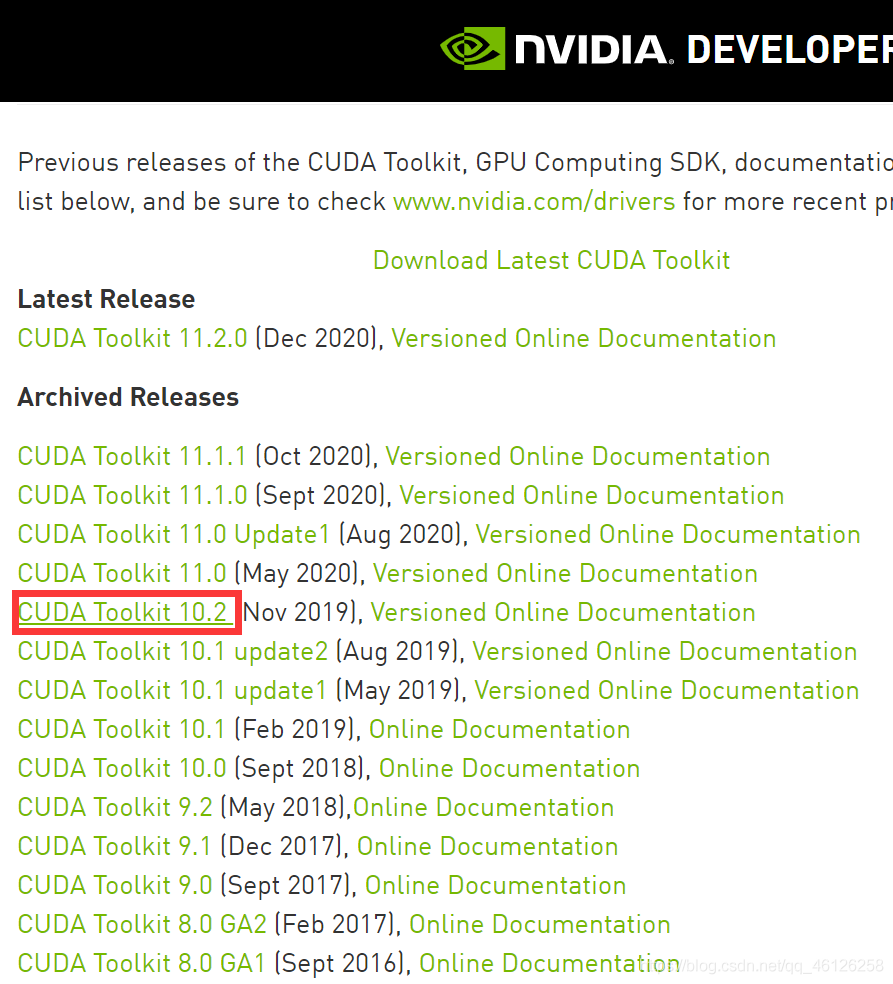 NVIDIA. DEVELOPER
Previous releases of the CUDA Toolkit, GPU Computing SDK, documentatio
list below, and be sure to check www.nvidia.com/drivers for more recent pr
Download Latest CUDA Toolkit
Latest Release
CUDA Toolkit 11.2.0 (Dec 2020), Versioned Online Documentation
Archived Releases
CUDA Toolkit 11.1.1 (Oct 2020), Versioned Online Documentation
CUDA Toolkit 11.1.0 (Sept 2020), Versioned Online Documentation
CUDA Toolkit 11.0 Update1 (Aug 2020), Versioned Online Documentation
CUDA Toolkit 11.0 (May 2020), Versioned Online Documentation
CUDA Toolkit 10.2 Nov 2019), Versioned Online Documentation
CUDA Toolkit 10.1 update2 (Aug 2019), Versioned Online Documentation
CUDA Toolkit 10.1 update1 (May 2019), Versioned Online Documentation
CUDA Toolkit 10.1 (Feb 2019), Online Documentation
CUDA Toolkit 10.0 (Sept 2018), Online Documentation
CUDA Toolkit 9.2 (May 2018),Online Documentation
CUDA Toolkit 9.1 (Dec 2017), Online Documentation
CUDA Toolkit 9.0 (Sept 2017), Online Documentation
CUDA Toolkit 8.0 GA2 (Feb 2017), Online Documentation
CUDA Toolkit 8.0 GA1 (Sept 2016), Online Documentation
https://blog.csdn.net/qq_46126258